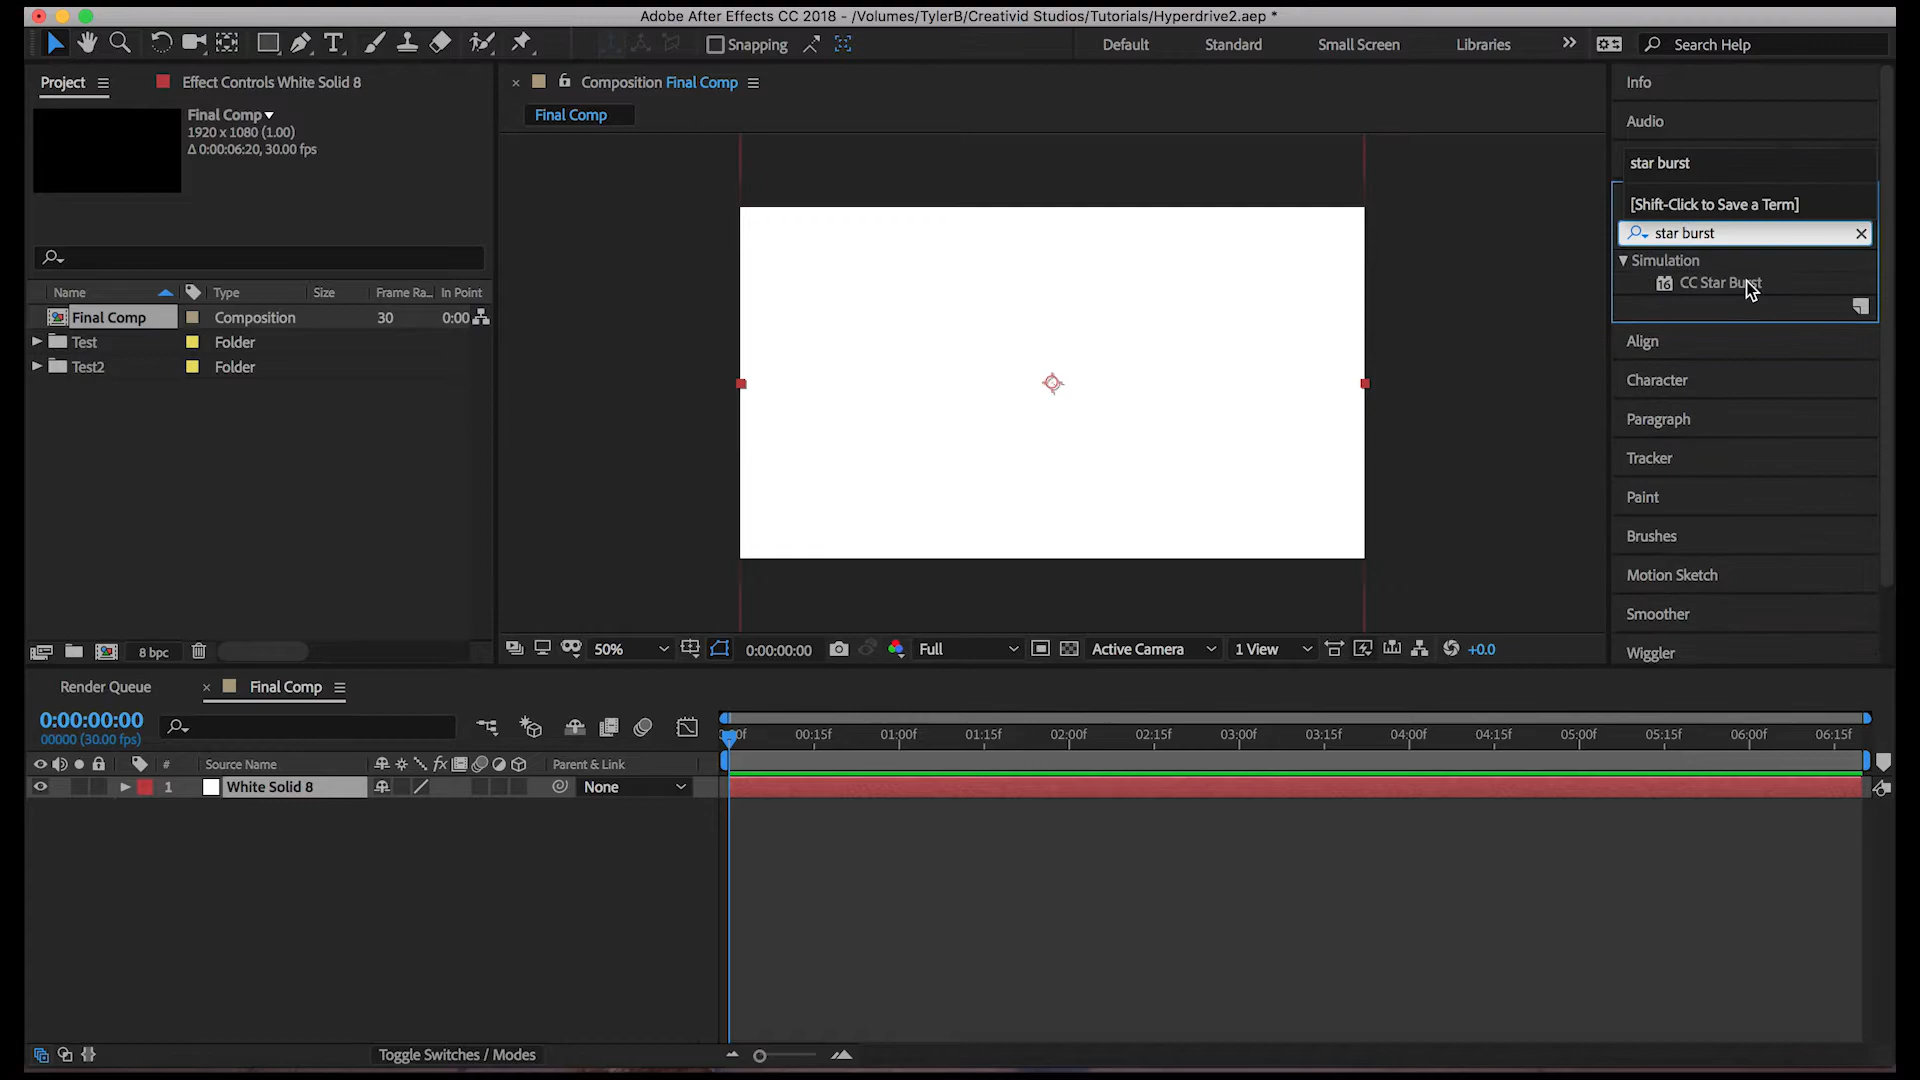 Adobe After Effects CC 2018 - /Volumes/TylerB/Creativid Studios/Tutorials/Hyperdrive2.aep *
Snapping
Default
Standard
Small Screen
Libraries
Search Help
Project
Effect Controls White Solid 8
Final Comp
1920 x 1080 (1.00)
Δ 0:00:06:20, 30.00 fps
Name
Type
Size
Frame Ra...
In Point
Final Comp
Composition
30
0:00
Test
Folder
Test2
Folder
8 bpc
Composition Final Comp
Final Comp
50%
0:00:00:00
Full
Active Camera
1 View
+0.0
Info
Audio
star burst
[Shift-Click to Save a Term]
star burst
Simulation
16
CC Star Burst
Align
Character
Paragraph
Tracker
Paint
Brushes
Motion Sketch
Smoother
Wiggler
Render Queue
Final Comp
0:00:00:00
00000 (30.00 fps)
00f
00:15f
01:00f
01:15f
02:00f
02:15f
03:00f
03:15f
04:00f
04:15f
05:00f
05:15f
06:00f
06:15f
#
Source Name
fx
Parent & Link
1
White Solid 8
None
Toggle Switches / Modes